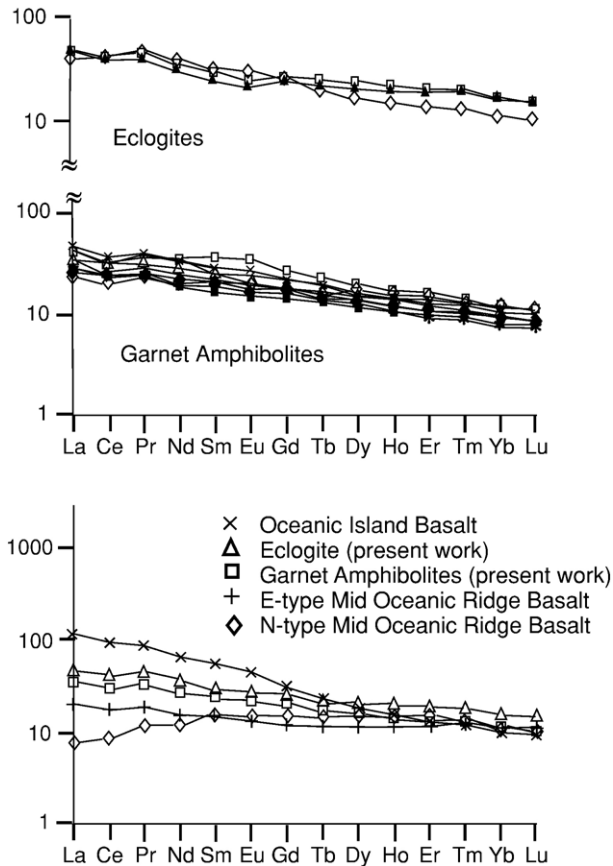 100
10
Eclogites
100
10
Garnet Amphibolites
1
La Ce Pr Nd Sm Eu Gd Tb Dy Ho Er Tm Yb Lu
1000
Oceanic Island Basalt
Eclogite (present work)
Garnet Amphibolites (present work)
E-type Mid Oceanic Ridge Basalt
N-type Mid Oceanic Ridge Basalt
100
10
1
La Ce Pr Nd Sm Eu Gd Tb Dy Ho Er Tm Yb Lu